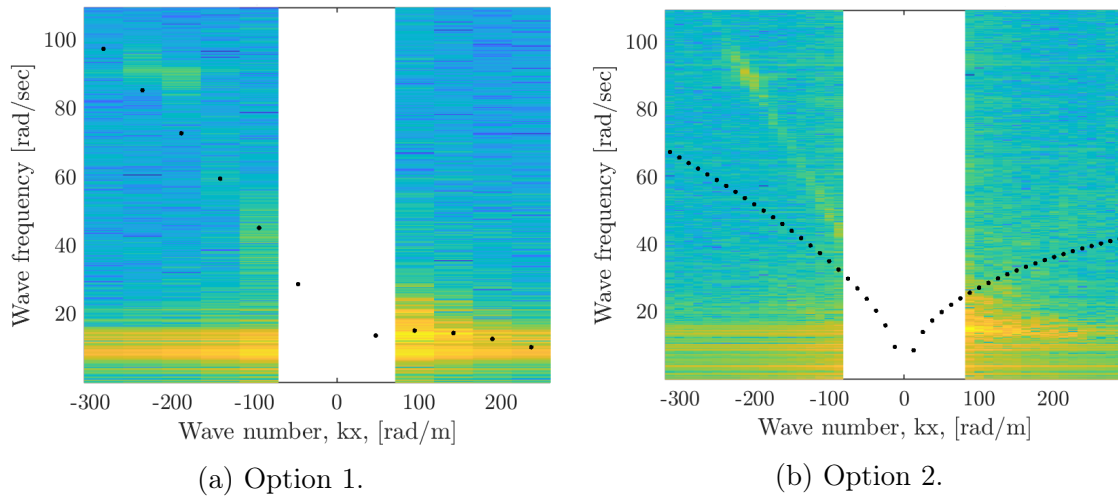 100
80
60
40
20
Wave frequency [rad/sec]
-300 -200 -100 0 100 200
Wave number, kx, [rad/m]
(a) Option 1.
100
80
60
40
20
Wave frequency [rad/sec]
-300 -200 -100 0 100 200
Wave number, kx, [rad/m]
(b) Option 2.